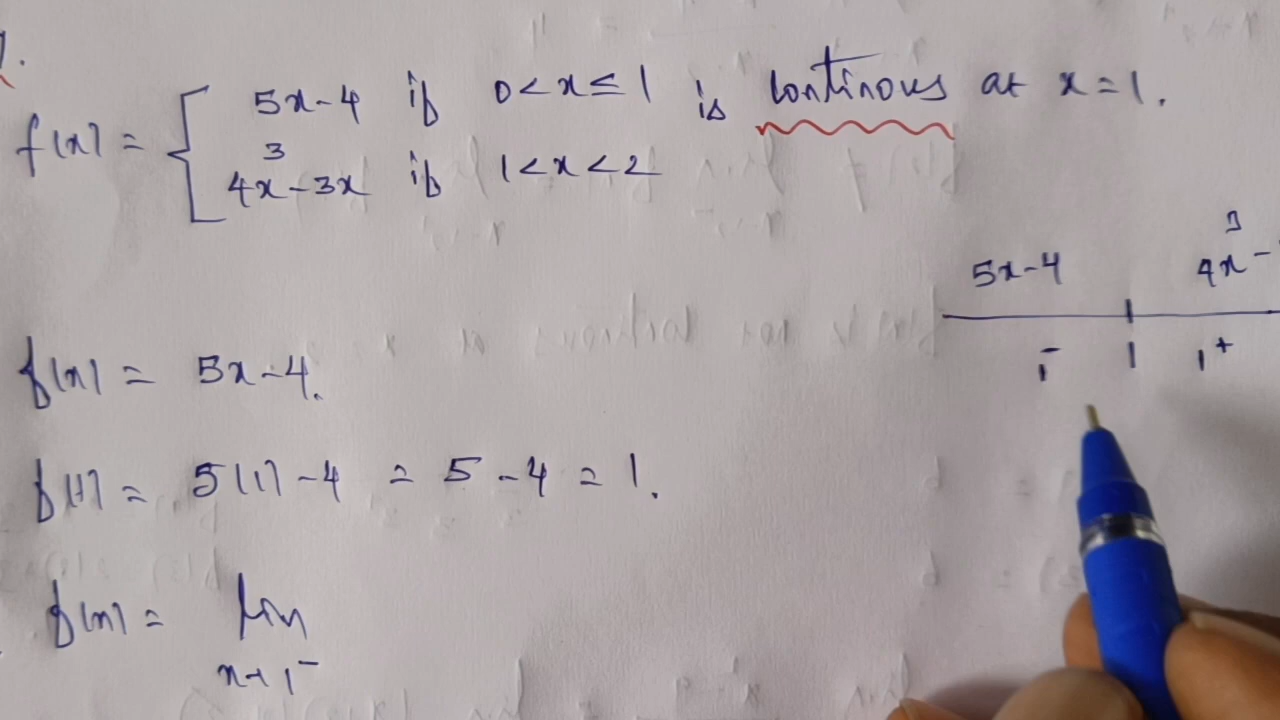 f(x) = { 5x-4 if 0<x≤1 is continous at x=1.
4x³-3x if 1<x<2
5x-4 4x³-
1⁻ 1 1⁺
f(x) = 5x-4.
f(1) = 5(1)-4 = 5-4 = 1.
f(x) = lim
x→1⁻